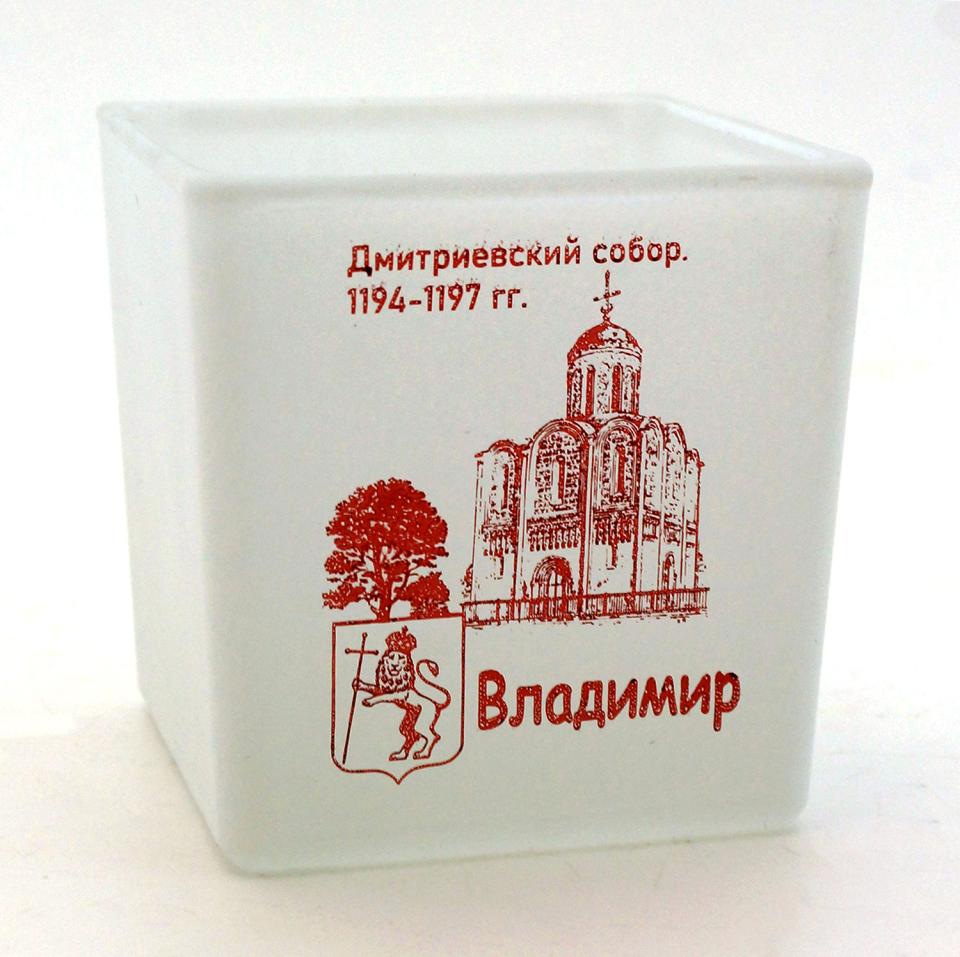 Дмитриевский собор.
1194-1197 гг.
Владимир